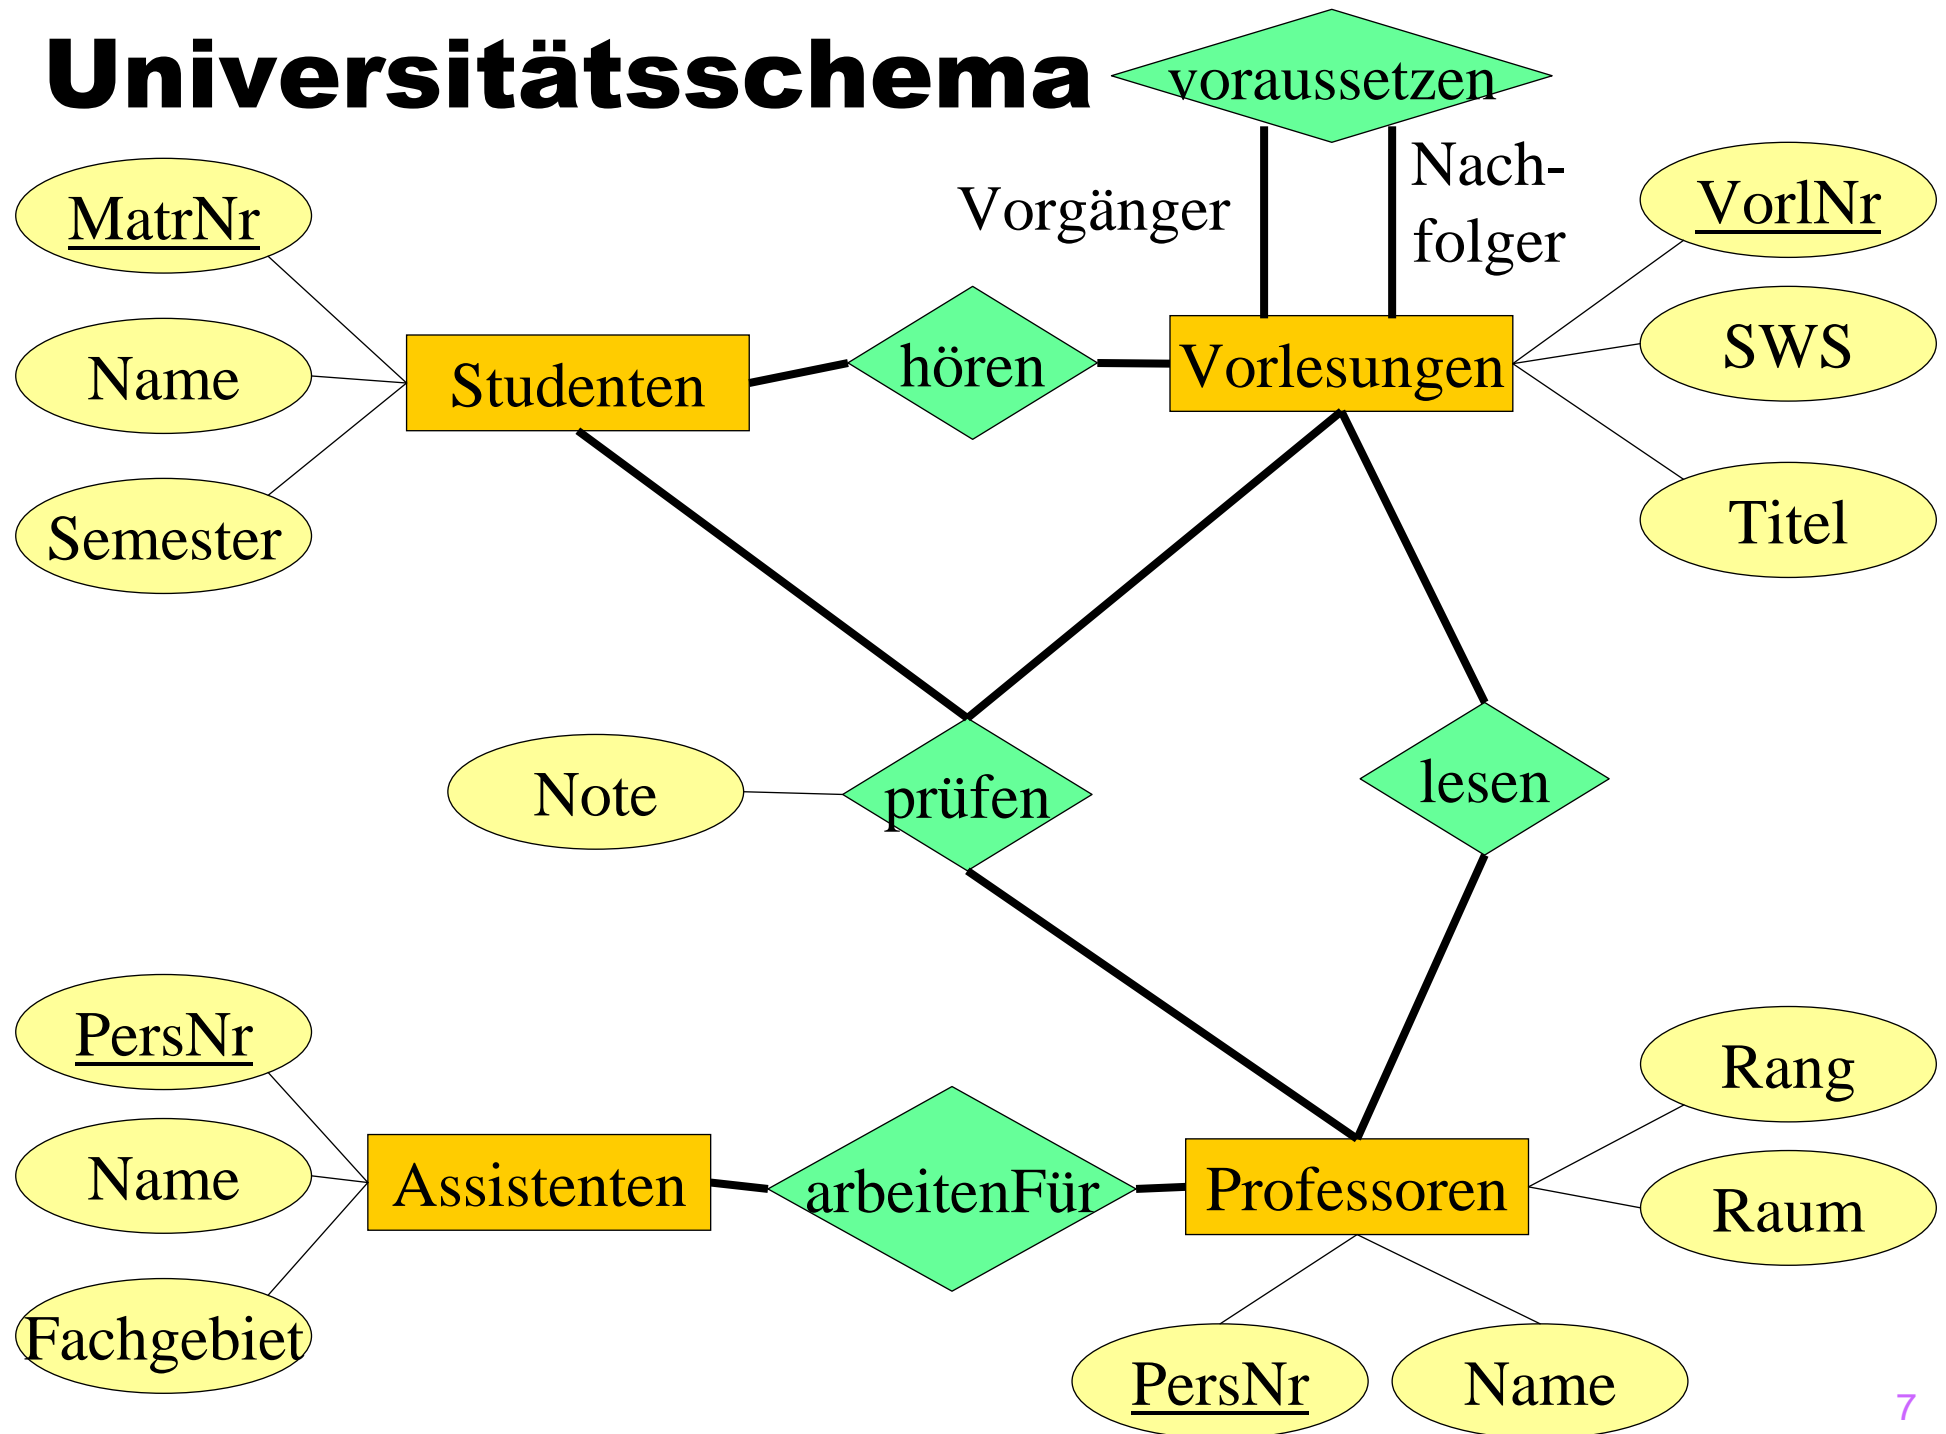 Universitätsschema
voraussetzen
Vorgänger
Nach-
folger
MatrNr
Name
Semester
Studenten
hören
Vorlesungen
VorlNr
SWS
Titel
Note
prüfen
lesen
PersNr
Name
Fachgebiet
Assistenten
arbeitenFür
Professoren
Rang
Raum
PersNr
Name
7